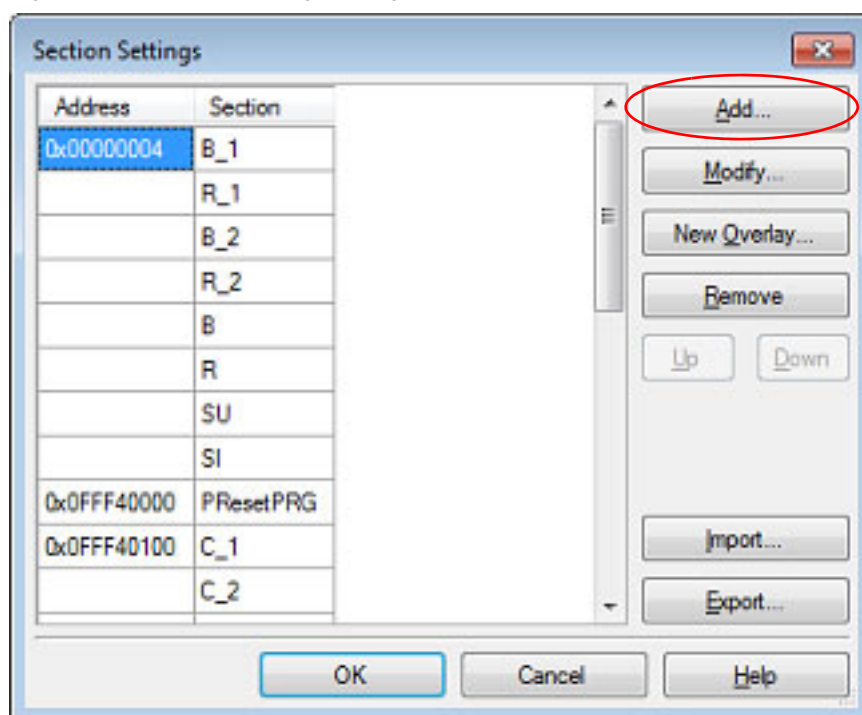 Section Settings
Address Section
0x00000004 B_1
R_1
B_2
R_2
B
R
SU
SI
0x0FFF40000 PResetPRG
0x0FFF40100 C_1
C_2
Add...
Modify...
New Overlay...
Remove
Up Down
Import...
Export...
OK Cancel Help